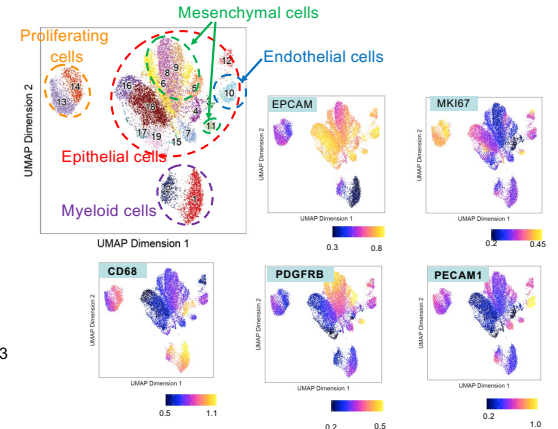 Mesenchymal cells
Proliferating
cells
Endothelial cells
12
8
9
14
16
6
5
10
13
4
11
7
17
19
15
Epithelial cells
Myeloid cells
UMAP Dimension 2
UMAP Dimension 1
EPCAM
UMAP Dimension 2
UMAP Dimension 1
0.3
0.8
MKI67
UMAP Dimension 2
UMAP Dimension 1
0.2
0.45
3
CD68
UMAP Dimension 2
UMAP Dimension 1
0.5
1.1
PDGFRB
UMAP Dimension 2
UMAP Dimension 1
0.2
0.5
PECAM1
UMAP Dimension 2
UMAP Dimension 1
0.2
1.0